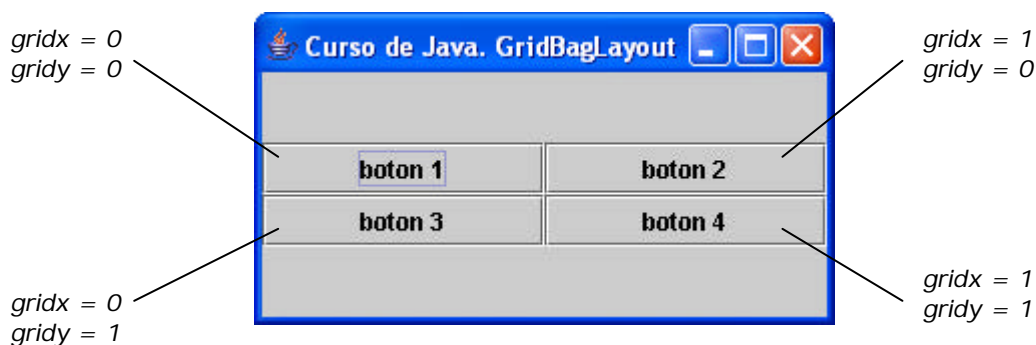 gridx = 0
gridy = 0
Curso de Java. GridBagLayout
gridx = 1
gridy = 0
boton 1
boton 2
boton 3
boton 4
gridx = 0
gridy = 1
gridx = 1
gridy = 1